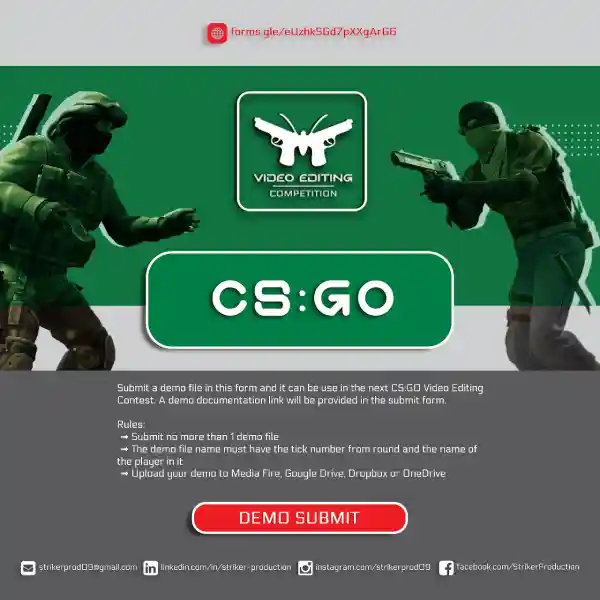 forms.gle/eUzhkSGd7pXXgArG6
VIDEO EDITING
COMPETITION
CS:GO
Submit a demo file in this form and it can be use in the next CS:GO Video Editing
Contest. A demo documentation link will be provided in the submit form.
Rules:
➞ Submit no more than 1 demo file
➞ The demo file name must have the tick number from round and the name of
the player in it
➞ Upload your demo to Media Fire, Gougle Drive, Dropbox or OneDrive
DEMO SUBMIT
strikerprod09@gmail.com
linkedin.com/in/striker-production
instagram.com/strikerprod09
facebook.com/StrikerProduction